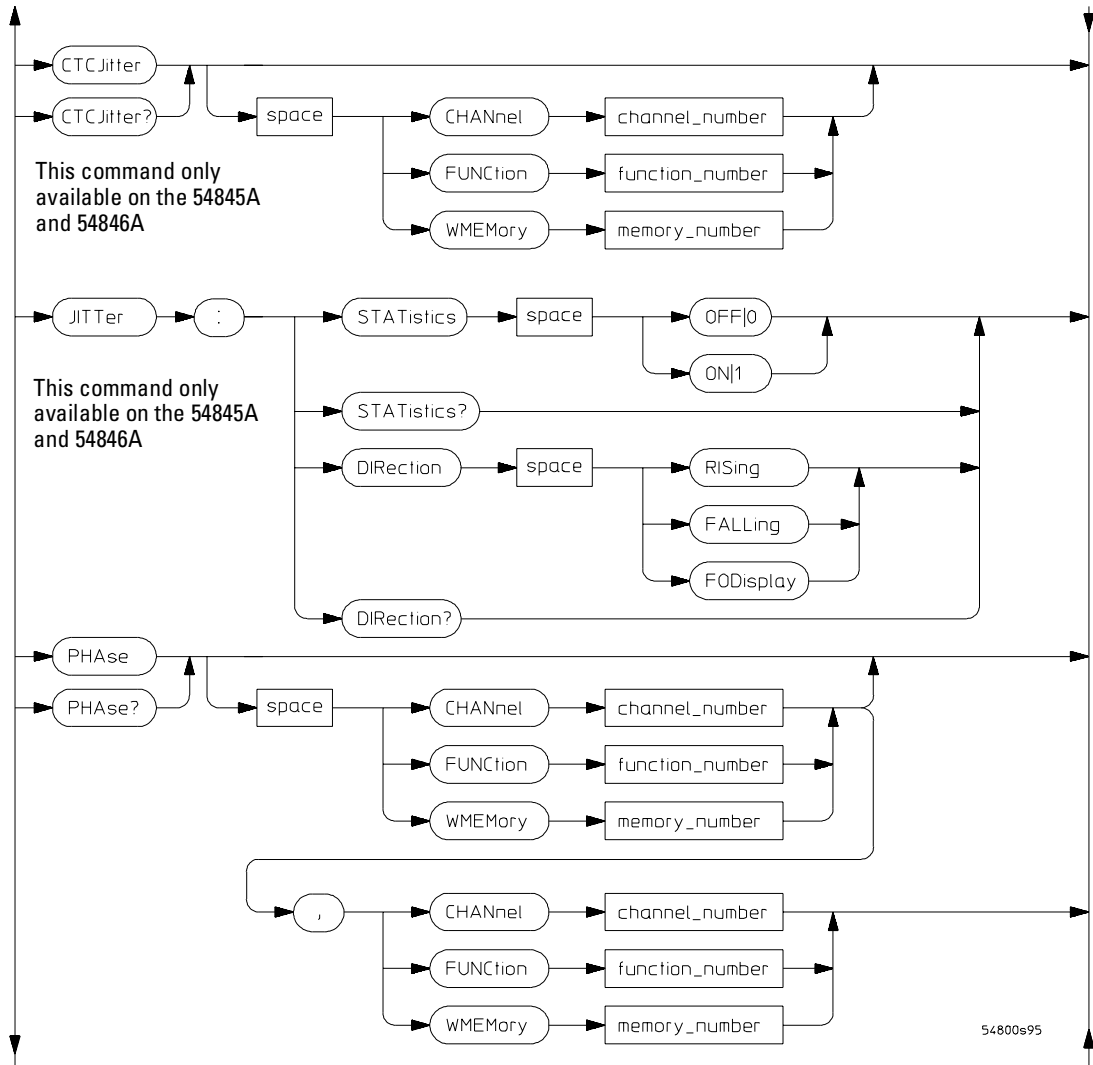 CTCJitter
CTCJitter?
space
CHANnel channel_number
FUNCtion function_number
WMEMory memory_number
This command only
available on the 54845A
and 54846A
JITTer : STATistics space OFF|0
ON|1
This command only
available on the 54845A
and 54846A
STATistics?
DIRection space RISing
FALLing
FODisplay
DIRection?
PHAse
PHAse?
space
CHANnel channel_number
FUNCtion function_number
WMEMory memory_number
, CHANnel channel_number
FUNCtion function_number
WMEMory memory_number
54800s95